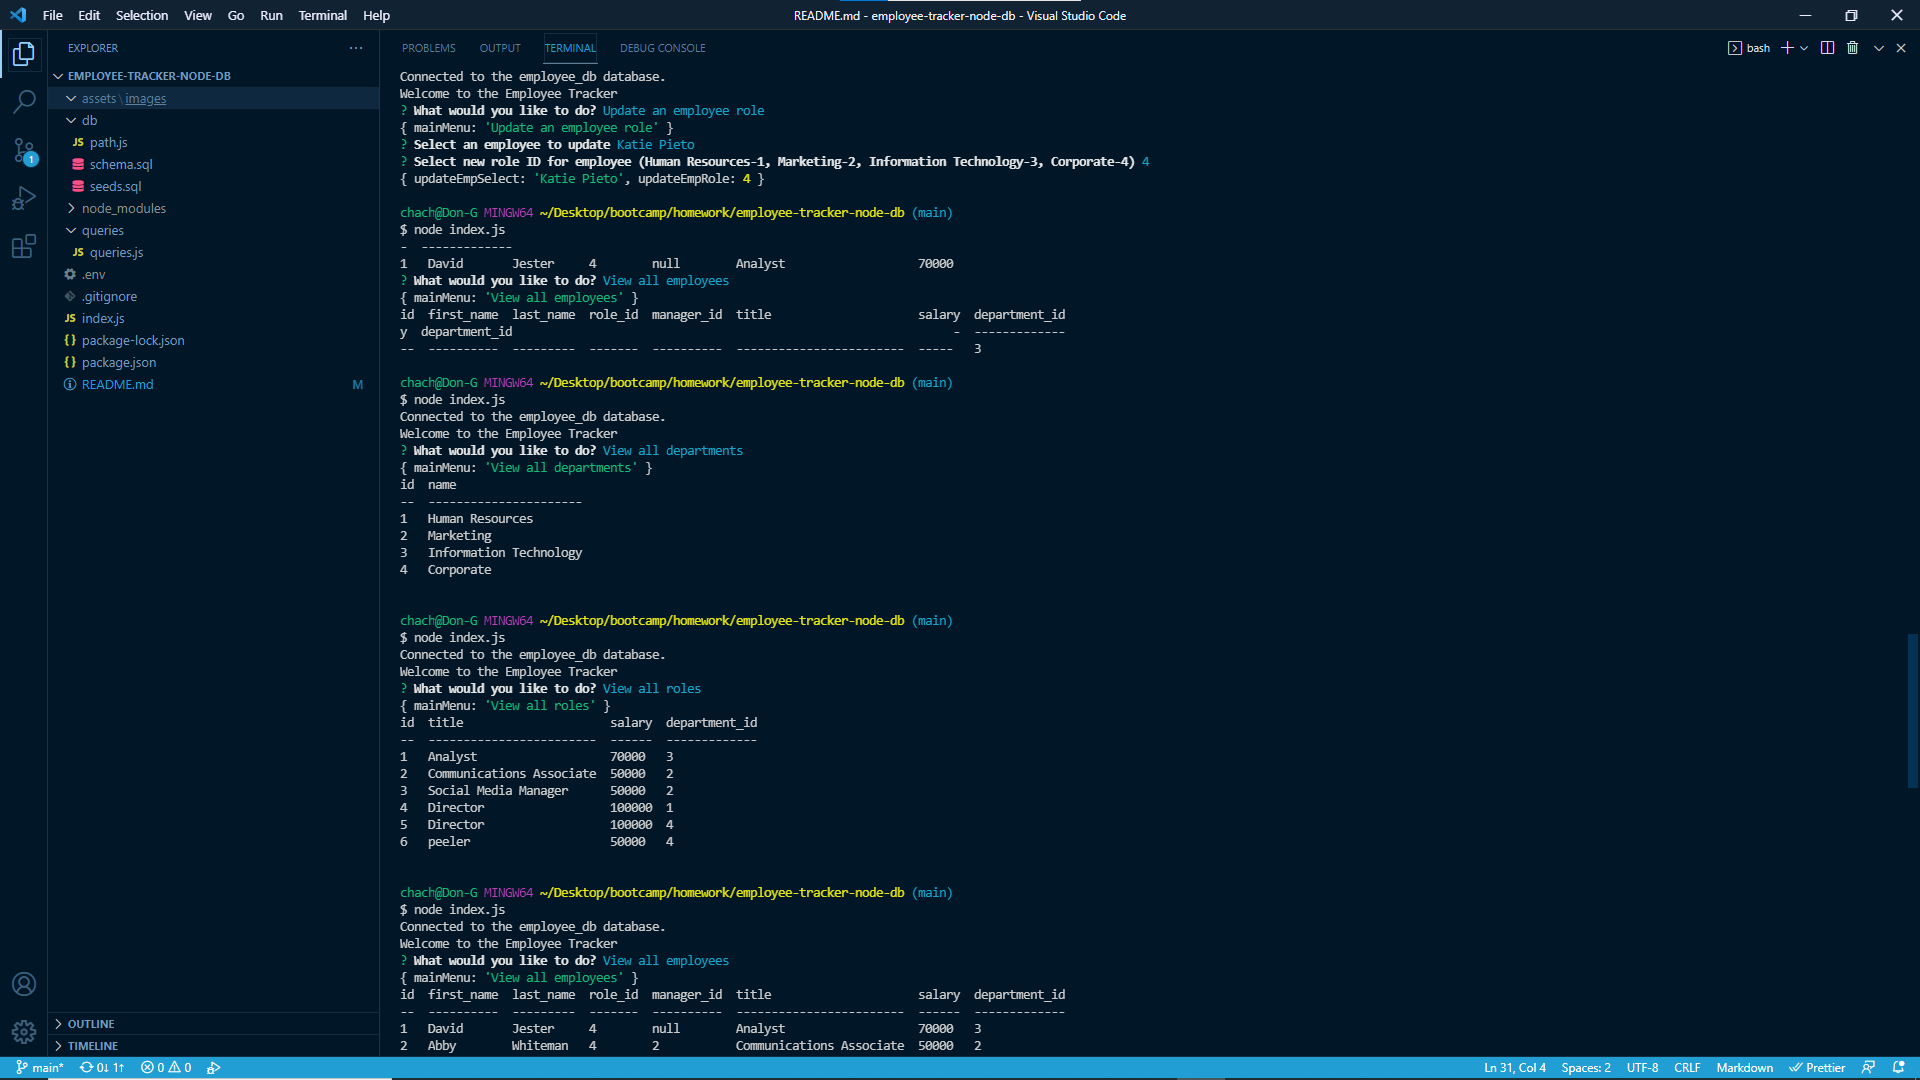 File Edit Selection View Go Run Terminal Help
README.md - employee-tracker-node-db - Visual Studio Code
EXPLORER
EMPLOYEE-TRACKER-NODE-DB
assets \ images
db
JS path.js
schema.sql
seeds.sql
node_modules
queries
JS queries.js
.env
.gitignore
JS index.js
{} package-lock.json
{} package.json
README.md M
OUTLINE
TIMELINE
1
PROBLEMS OUTPUT TERMINAL DEBUG CONSOLE
bash
Connected to the employee_db database.
Welcome to the Employee Tracker
? What would you like to do? Update an employee role
{ mainMenu: 'Update an employee role' }
? Select an employee to update Katie Pieto
? Select new role ID for employee (Human Resources-1, Marketing-2, Information Technology-3, Corporate-4) 4
{ updateEmpSelect: 'Katie Pieto', updateEmpRole: 4 }
chach@Don-G MINGW64 ~/Desktop/bootcamp/homework/employee-tracker-node-db (main)
$ node index.js
-  -------------
1   David       Jester     4       null        Analyst                   70000
? What would you like to do? View all employees
{ mainMenu: 'View all employees' }
id  first_name  last_name  role_id  manager_id  title                     salary  department_id
y  department_id                                                               -  -------------
--  ----------  ---------  -------  ----------  ------------------------  -----   3
chach@Don-G MINGW64 ~/Desktop/bootcamp/homework/employee-tracker-node-db (main)
$ node index.js
Connected to the employee_db database.
Welcome to the Employee Tracker
? What would you like to do? View all departments
{ mainMenu: 'View all departments' }
id  name
--  ----------------------
1   Human Resources
2   Marketing
3   Information Technology
4   Corporate
chach@Don-G MINGW64 ~/Desktop/bootcamp/homework/employee-tracker-node-db (main)
$ node index.js
Connected to the employee_db database.
Welcome to the Employee Tracker
? What would you like to do? View all roles
{ mainMenu: 'View all roles' }
id  title                     salary  department_id
--  ------------------------  ------  -------------
1   Analyst                   70000   3
2   Communications Associate  50000   2
3   Social Media Manager      50000   2
4   Director                  100000  1
5   Director                  100000  4
6   peeler                    50000   4
chach@Don-G MINGW64 ~/Desktop/bootcamp/homework/employee-tracker-node-db (main)
$ node index.js
Connected to the employee_db database.
Welcome to the Employee Tracker
? What would you like to do? View all employees
{ mainMenu: 'View all employees' }
id  first_name  last_name  role_id  manager_id  title                     salary  department_id
--  ----------  ---------  -------  ----------  ------------------------  ------  -------------
1   David       Jester     4        null        Analyst                   70000   3
2   Abby        Whiteman   4        2           Communications Associate  50000   2
main* 0↓ 1↑ 0 0 Ln 31, Col 4 Spaces: 2 UTF-8 CRLF Markdown Prettier